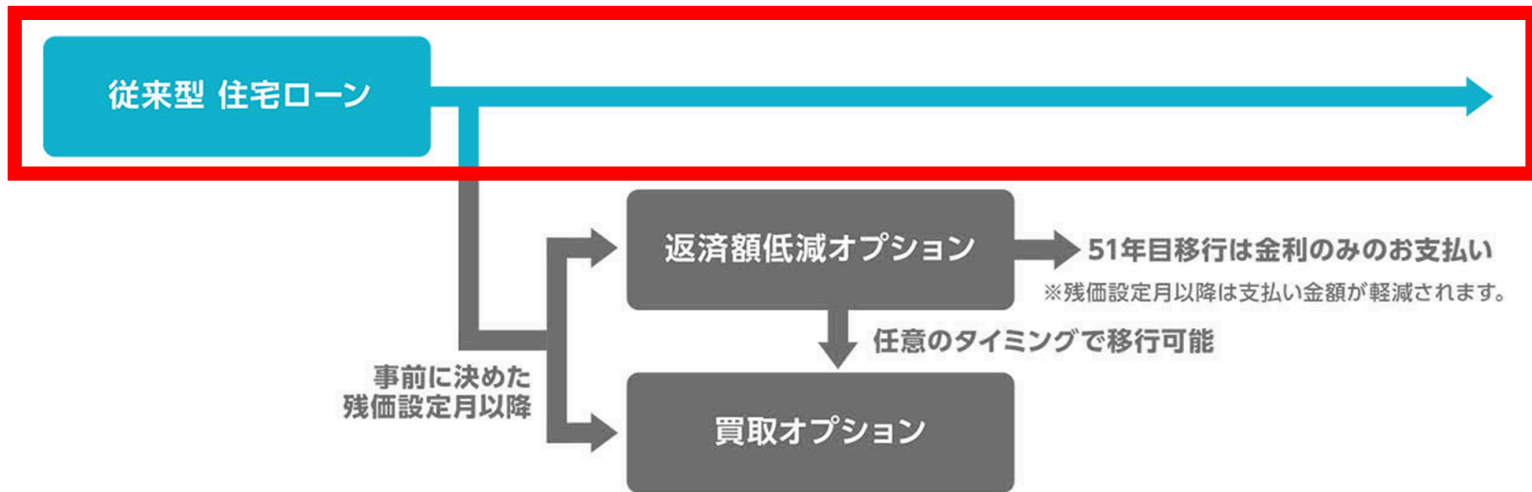 従来型 住宅ローン
返済額低減オプション
51年目移行は金利のみのお支払い
※残価設定月以降は支払い金額が軽減されます。
任意のタイミングで移行可能
事前に決めた
残価設定月以降
買取オプション